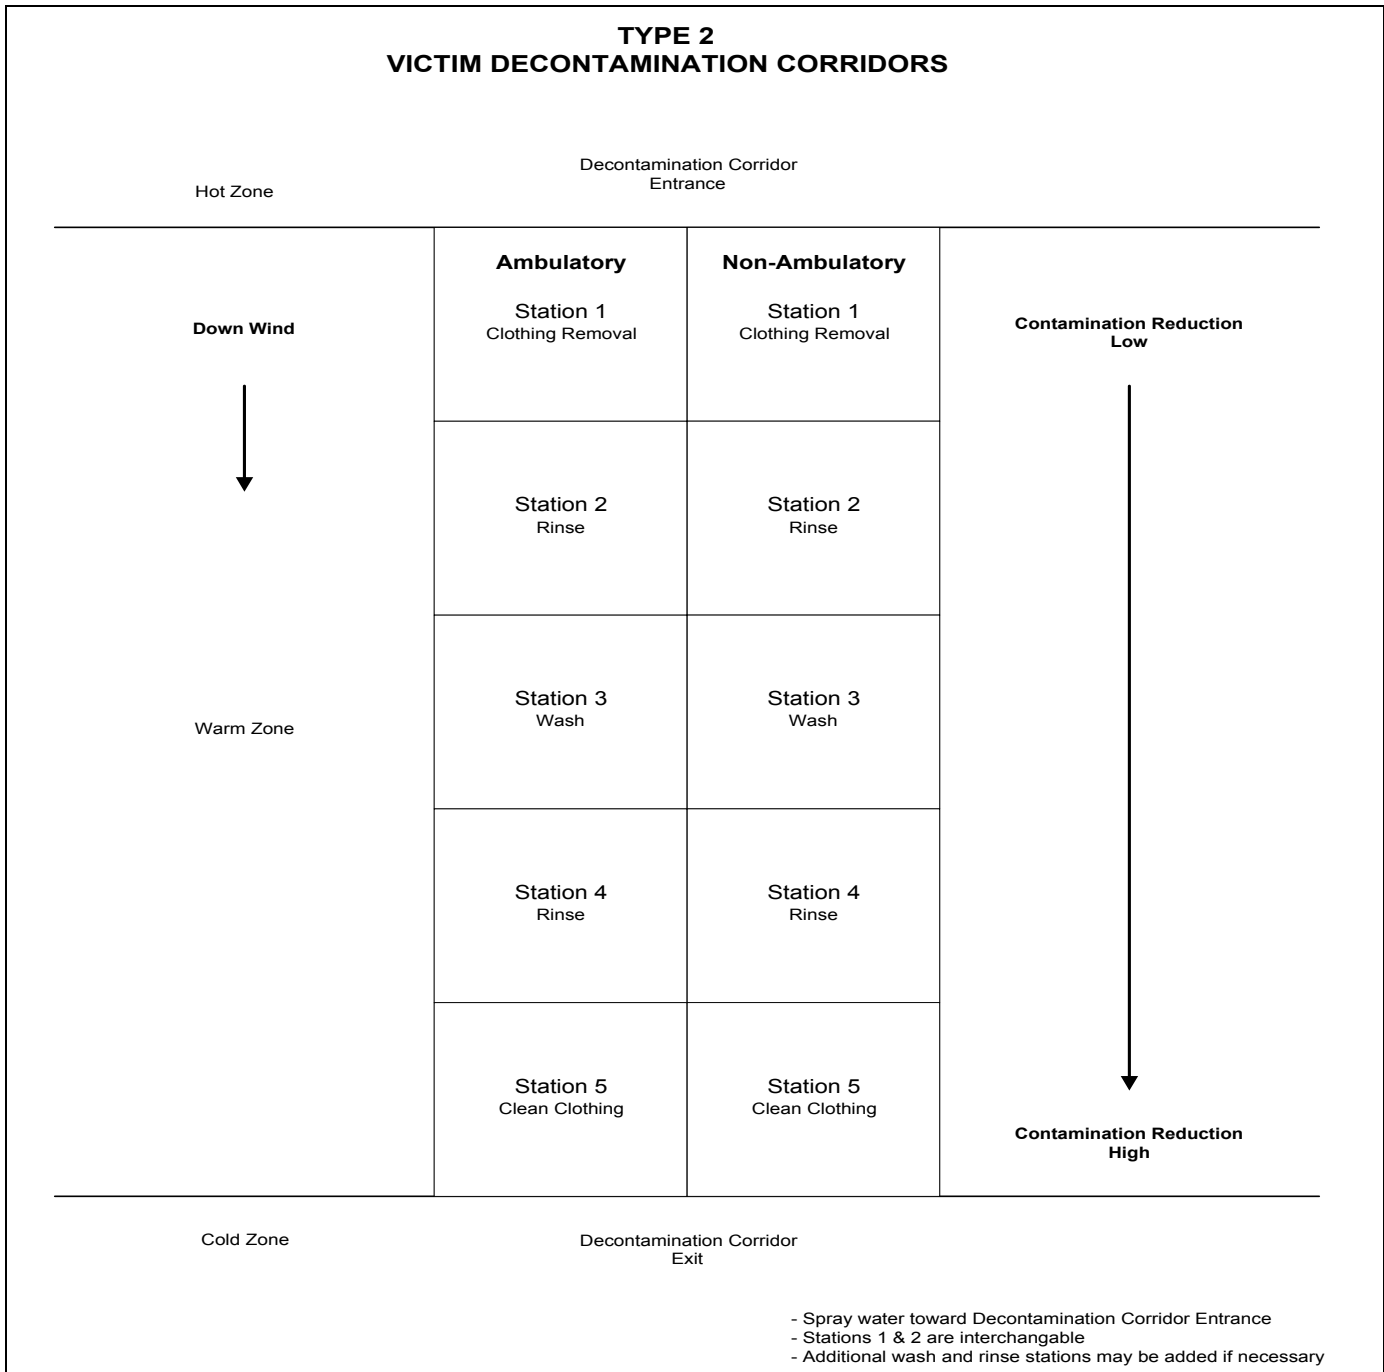 TYPE 2
VICTIM DECONTAMINATION CORRIDORS
Hot Zone
Decontamination Corridor
Entrance
Down Wind
Warm Zone
Ambulatory
Station 1
Clothing Removal
Station 2
Rinse
Station 3
Wash
Station 4
Rinse
Station 5
Clean Clothing
Non-Ambulatory
Station 1
Clothing Removal
Station 2
Rinse
Station 3
Wash
Station 4
Rinse
Station 5
Clean Clothing
Contamination Reduction
Low
Contamination Reduction
High
Cold Zone
Decontamination Corridor
Exit
- Spray water toward Decontamination Corridor Entrance
- Stations 1 & 2 are interchangable
- Additional wash and rinse stations may be added if necessary